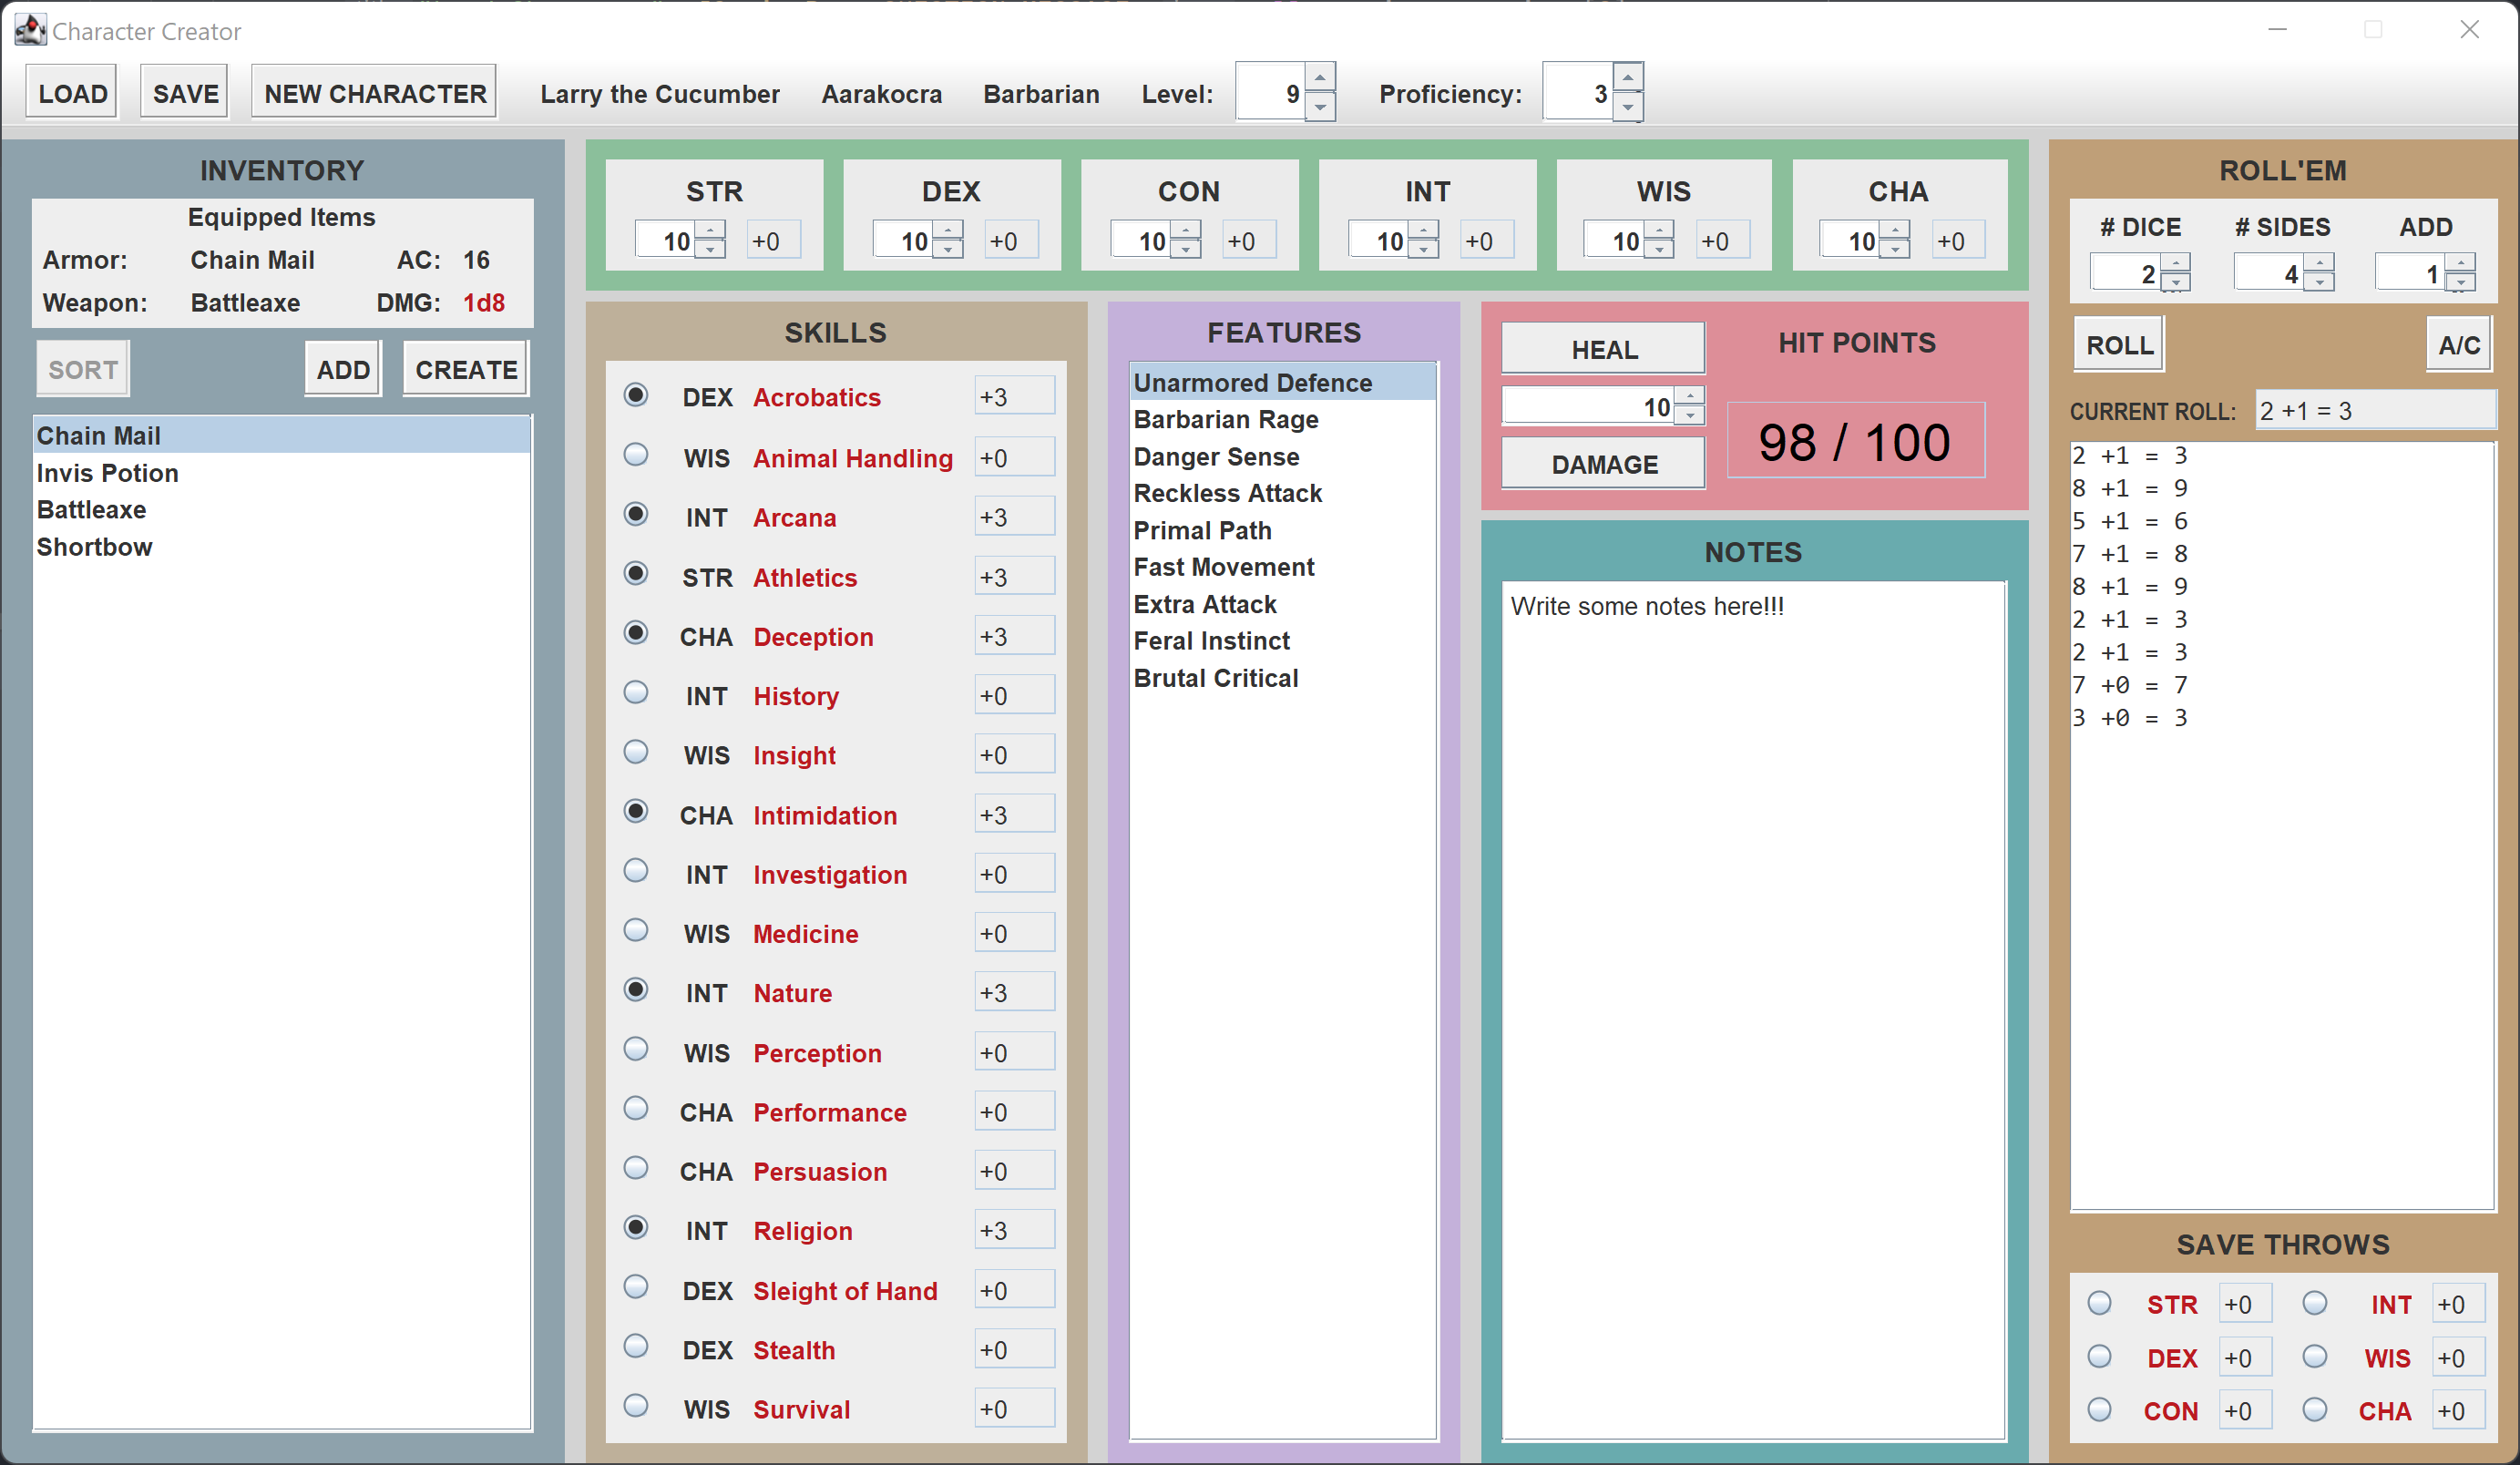 Character Creator
LOAD SAVE NEW CHARACTER Larry the Cucumber Aarakocra Barbarian Level: 9 Proficiency: 3
INVENTORY
Equipped Items
Armor: Chain Mail AC: 16
Weapon: Battleaxe DMG: 1d8
SORT ADD CREATE
Chain Mail
Invis Potion
Battleaxe
Shortbow
STR DEX CON INT WIS CHA
10 +0 10 +0 10 +0 10 +0 10 +0 10 +0
SKILLS
DEX Acrobatics +3
WIS Animal Handling +0
INT Arcana +3
STR Athletics +3
CHA Deception +3
INT History +0
WIS Insight +0
CHA Intimidation +3
INT Investigation +0
WIS Medicine +0
INT Nature +3
WIS Perception +0
CHA Performance +0
CHA Persuasion +0
INT Religion +3
DEX Sleight of Hand +0
DEX Stealth +0
WIS Survival +0
FEATURES
Unarmored Defence
Barbarian Rage
Danger Sense
Reckless Attack
Primal Path
Fast Movement
Extra Attack
Feral Instinct
Brutal Critical
HEAL
10
DAMAGE
HIT POINTS
98 / 100
NOTES
Write some notes here!!!
ROLL'EM
# DICE # SIDES ADD
2 4 1
ROLL A/C
CURRENT ROLL: 2 +1 = 3
2 +1 = 3
8 +1 = 9
5 +1 = 6
7 +1 = 8
8 +1 = 9
2 +1 = 3
2 +1 = 3
7 +0 = 7
3 +0 = 3
SAVE THROWS
STR +0 INT +0
DEX +0 WIS +0
CON +0 CHA +0